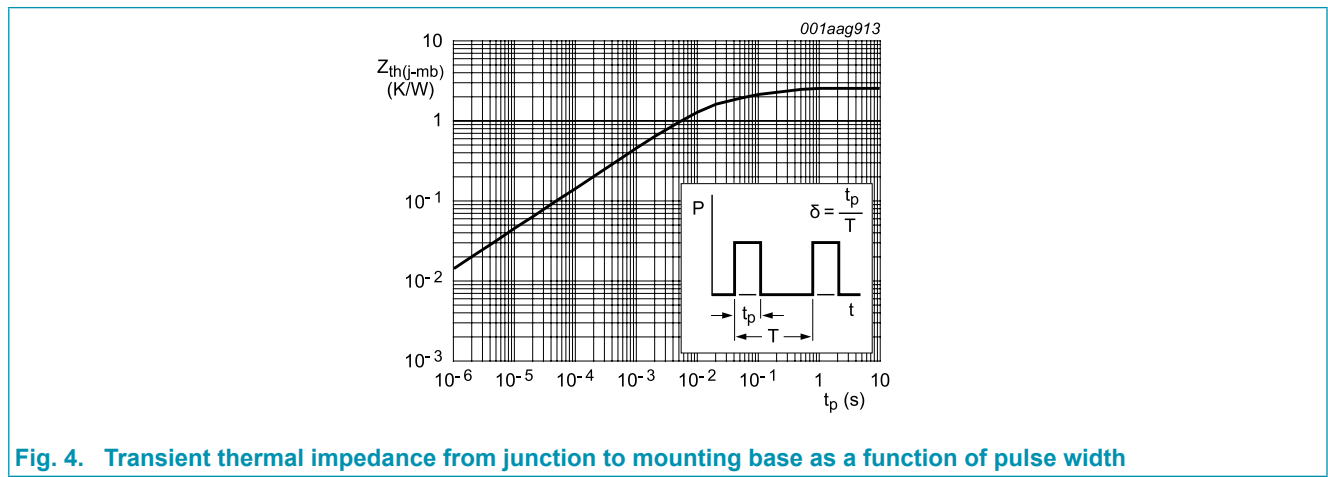 001aag913
10
Zth(j-mb)
(K/W)
1
10-1
10-2
10-3
P
δ = tp
T
tp
T
t
10-6 10-5 10-4 10-3 10-2 10-1 1 10
tp (s)
Fig. 4. Transient thermal impedance from junction to mounting base as a function of pulse width